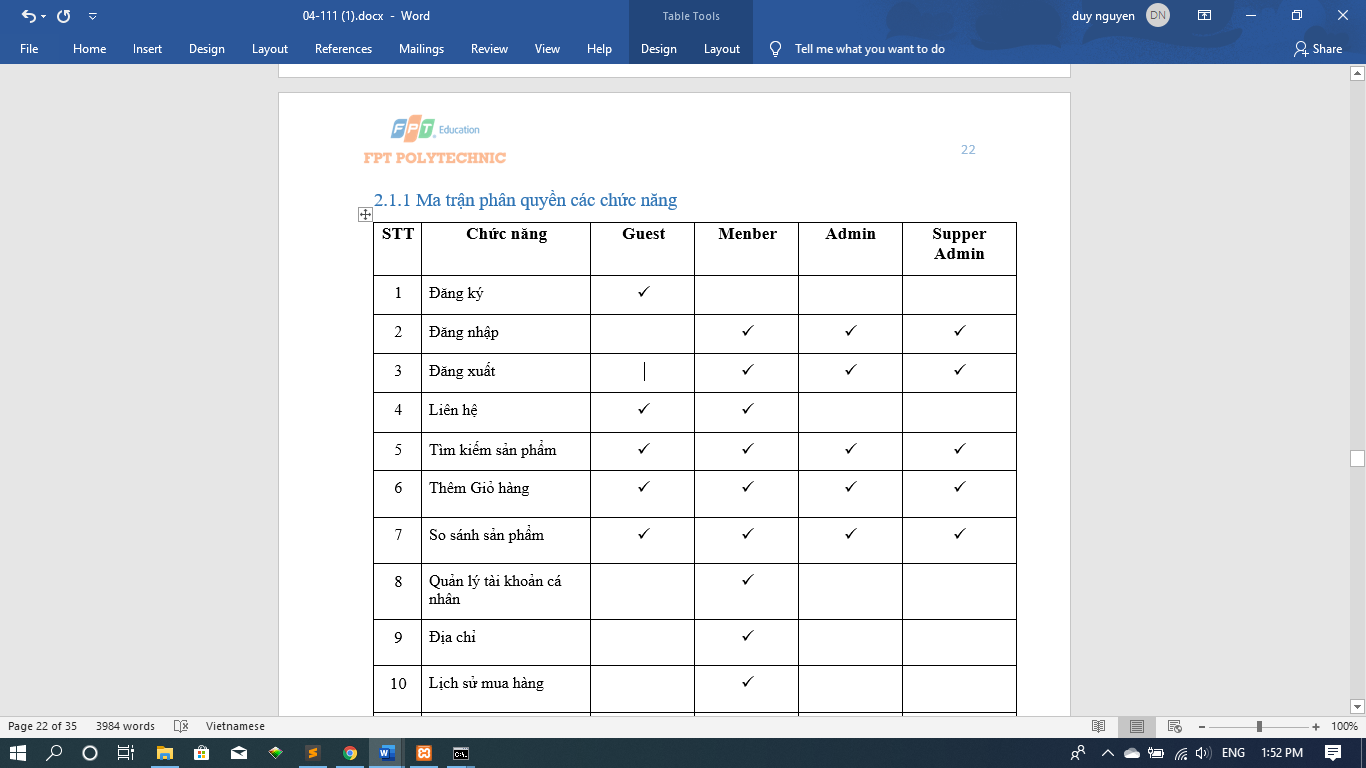 04-111 (1).docx - Word
Table Tools
duy nguyen
DN
File Home Insert Design Layout References Mailings Review View Help Design Layout Tell me what you want to do Share
FPT Education
FPT POLYTECHNIC
22
2.1.1 Ma trận phân quyền các chức năng
STT Chức năng Guest Menber Admin Supper
Admin
1 Đăng ký ✓
2 Đăng nhập ✓ ✓ ✓
3 Đăng xuất ✓ ✓ ✓
4 Liên hệ ✓ ✓
5 Tìm kiếm sản phẩm ✓ ✓ ✓ ✓
6 Thêm Giỏ hàng ✓ ✓ ✓ ✓
7 So sánh sản phẩm ✓ ✓ ✓ ✓
8 Quản lý tài khoản cá
nhân ✓
9 Địa chỉ ✓
10 Lịch sử mua hàng ✓
Page 22 of 35 3984 words Vietnamese 100%
ENG 1:52 PM